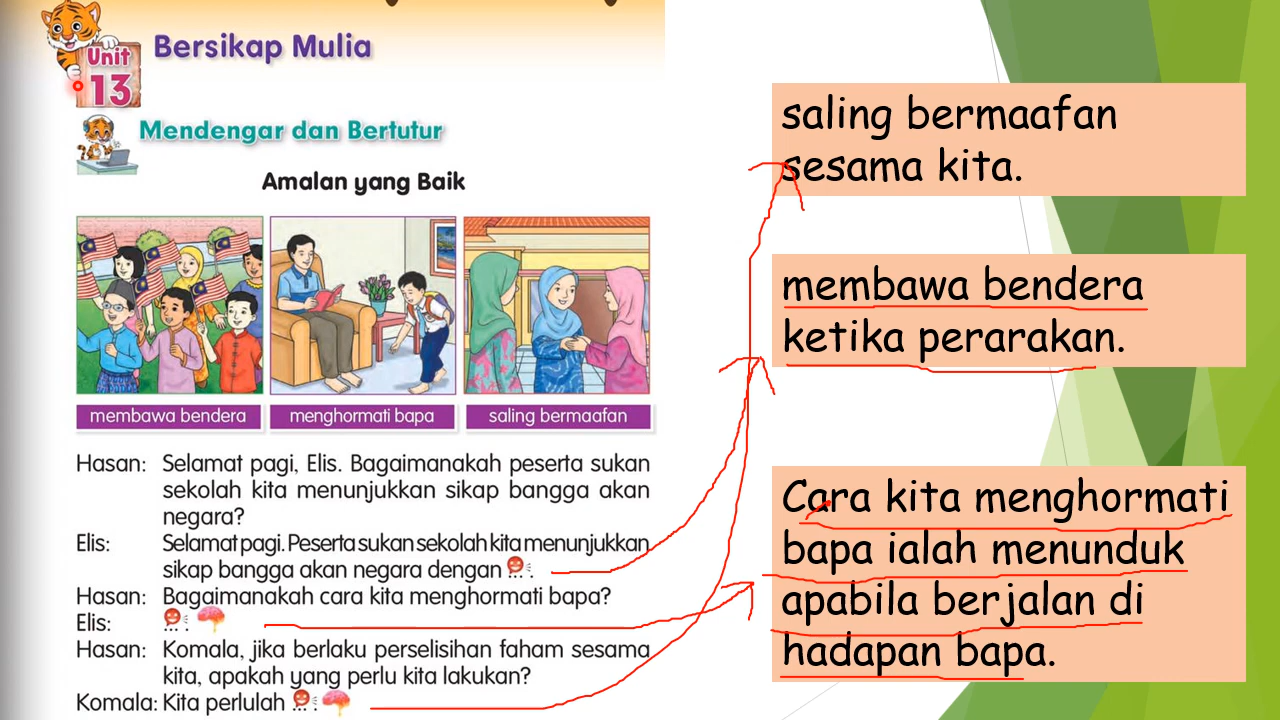 Unit
13
Bersikap Mulia
Mendengar dan Bertutur
Amalan yang Baik
membawa bendera
menghormati bapa
saling bermaafan
Hasan: Selamat pagi, Elis. Bagaimanakah peserta sukan
sekolah kita menunjukkan sikap bangga akan
negara?
Elis: Selamat pagi. Peserta sukan sekolah kita menunjukkan
sikap bangga akan negara dengan ... .
Hasan: Bagaimanakah cara kita menghormati bapa?
Elis: ... .
Hasan: Komala, jika berlaku perselisihan faham sesama
kita, apakah yang perlu kita lakukan?
Komala: Kita perlulah ... .
saling bermaafan
sesama kita.
membawa bendera
ketika perarakan.
Cara kita menghormati
bapa ialah menunduk
apabila berjalan di
hadapan bapa.